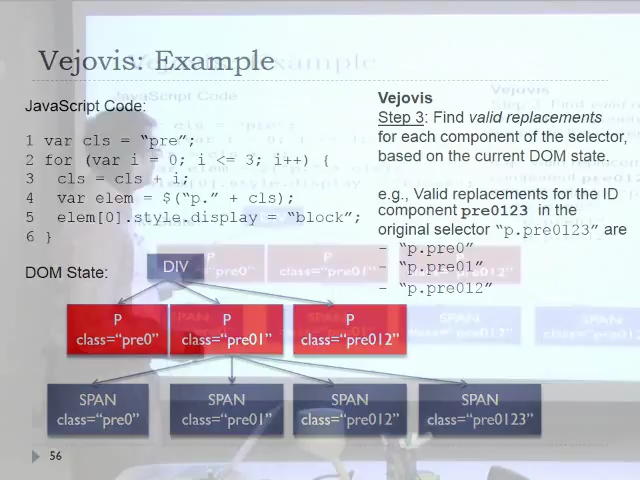 Vejovis: Example
JavaScript Code:
1 var cls = “pre”;
2 for (var i = 0; i <= 3; i++) {
3 cls = cls + i;
4 var elem = $(“p.” + cls);
5 elem[0].style.display = “block”;
6 }
DOM State:
DIV
P
class=“pre0”
P
class=“pre01”
P
class=“pre012”
SPAN
class=“pre0”
SPAN
class=“pre01”
SPAN
class=“pre012”
SPAN
class=“pre0123”
Vejovis
Step 3: Find valid replacements
for each component of the selector,
based on the current DOM state.
e.g., Valid replacements for the ID
component pre0123 in the
original selector “p.pre0123” are
- “p.pre0”
- “p.pre01”
- “p.pre012”
56